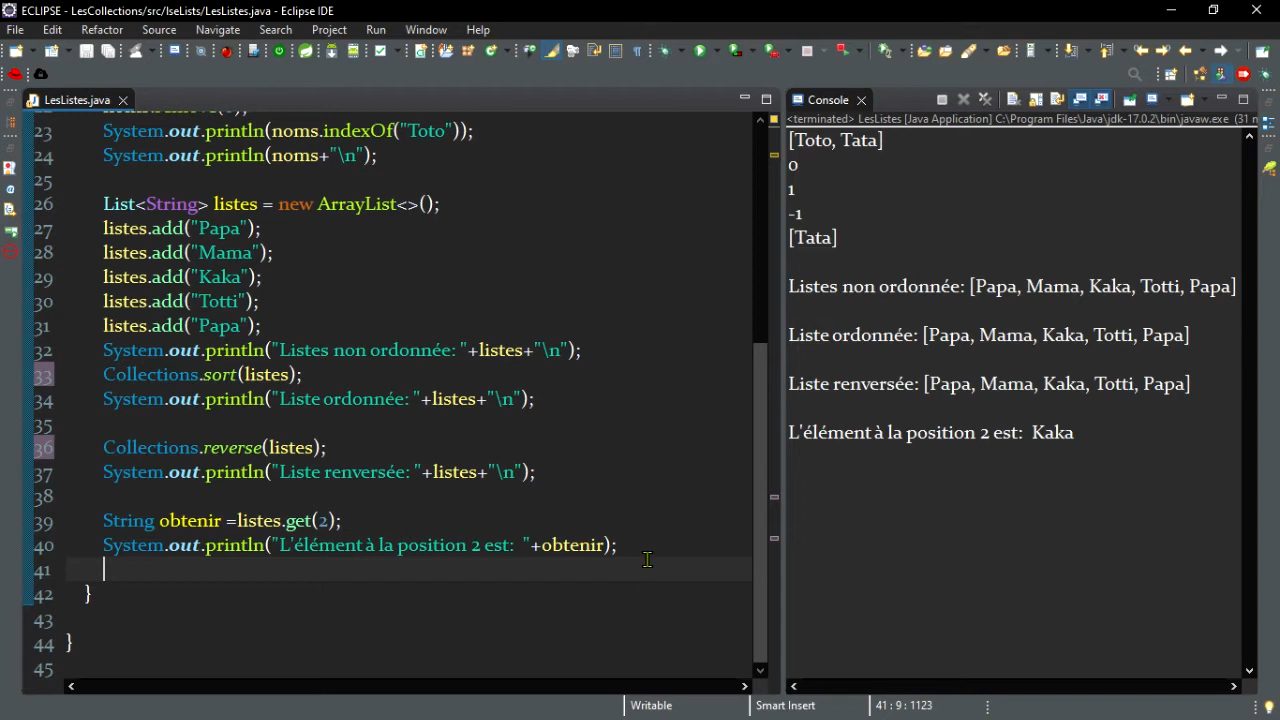 ECLIPSE - LesCollections/src/lseLists/LesListes.java - Eclipse IDE
File Edit Refactor Source Navigate Search Project Run Window Help
LesListes.java
23 System.out.println(noms.indexOf("Toto"));
24 System.out.println(noms+"\n");
25
26 List<String> listes = new ArrayList<>();
27 listes.add("Papa");
28 listes.add("Mama");
29 listes.add("Kaka");
30 listes.add("Totti");
31 listes.add("Papa");
32 System.out.println("Listes non ordonnée: "+listes+"\n");
33 Collections.sort(listes);
34 System.out.println("Liste ordonnée: "+listes+"\n");
35
36 Collections.reverse(listes);
37 System.out.println("Liste renversée: "+listes+"\n");
38
39 String obtenir =listes.get(2);
40 System.out.println("L'élément à la position 2 est:  "+obtenir);
41
42 }
43
44 }
45
Console
<terminated> LesListes [Java Application] C:\Program Files\Java\jdk-17.0.2\bin\javaw.exe (31 n
[Toto, Tata]
0
1
-1
[Tata]
Listes non ordonnée: [Papa, Mama, Kaka, Totti, Papa]
Liste ordonnée: [Papa, Mama, Kaka, Totti, Papa]
Liste renversée: [Papa, Mama, Kaka, Totti, Papa]
L'élément à la position 2 est:  Kaka
Writable Smart Insert 41 : 9 : 1123